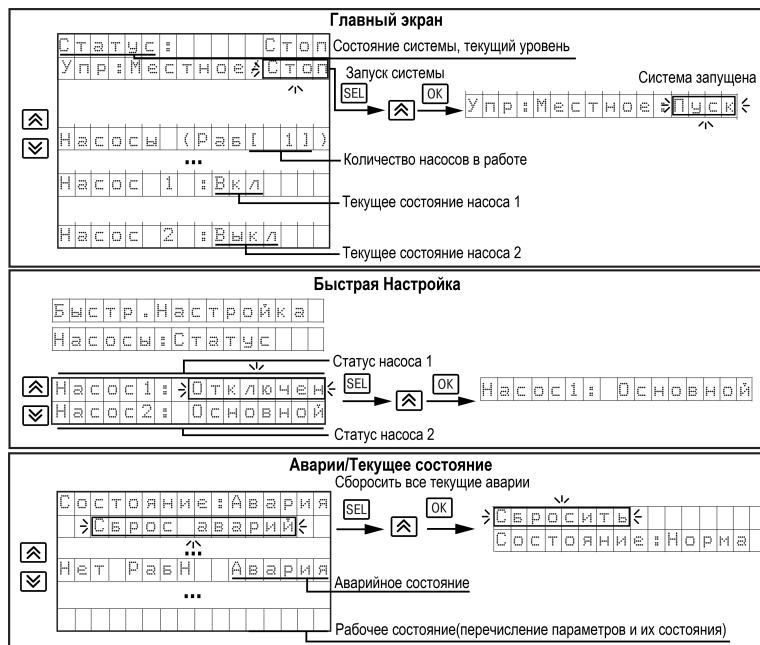 Главный экран
Статус: Стоп
Состояние системы, текущий уровень
Упр:Местное Стоп
Запуск системы
SEL
OK
Система запущена
Упр:Местное:Пуск
Насосы (Раб[ 1])
Количество насосов в работе
...
Насос 1 :Вкл
Текущее состояние насоса 1
Насос 2 :Выкл
Текущее состояние насоса 2
Быстрая Настройка
Быстр.Настройка
Насосы:Статус
Статус насоса 1
Насос1: Отключен
SEL
OK
Насос1: Основной
Насос2: Основной
Статус насоса 2
Аварии/Текущее состояние
Сборосить все текущие аварии
Состояние:Авария
SEL
OK
Сбросить
Сброс аварий
Состояние:Норма
...
Нет РабН Авария
Аварийное состояние
...
Рабочее состояние(перечисление параметров и их состояния)